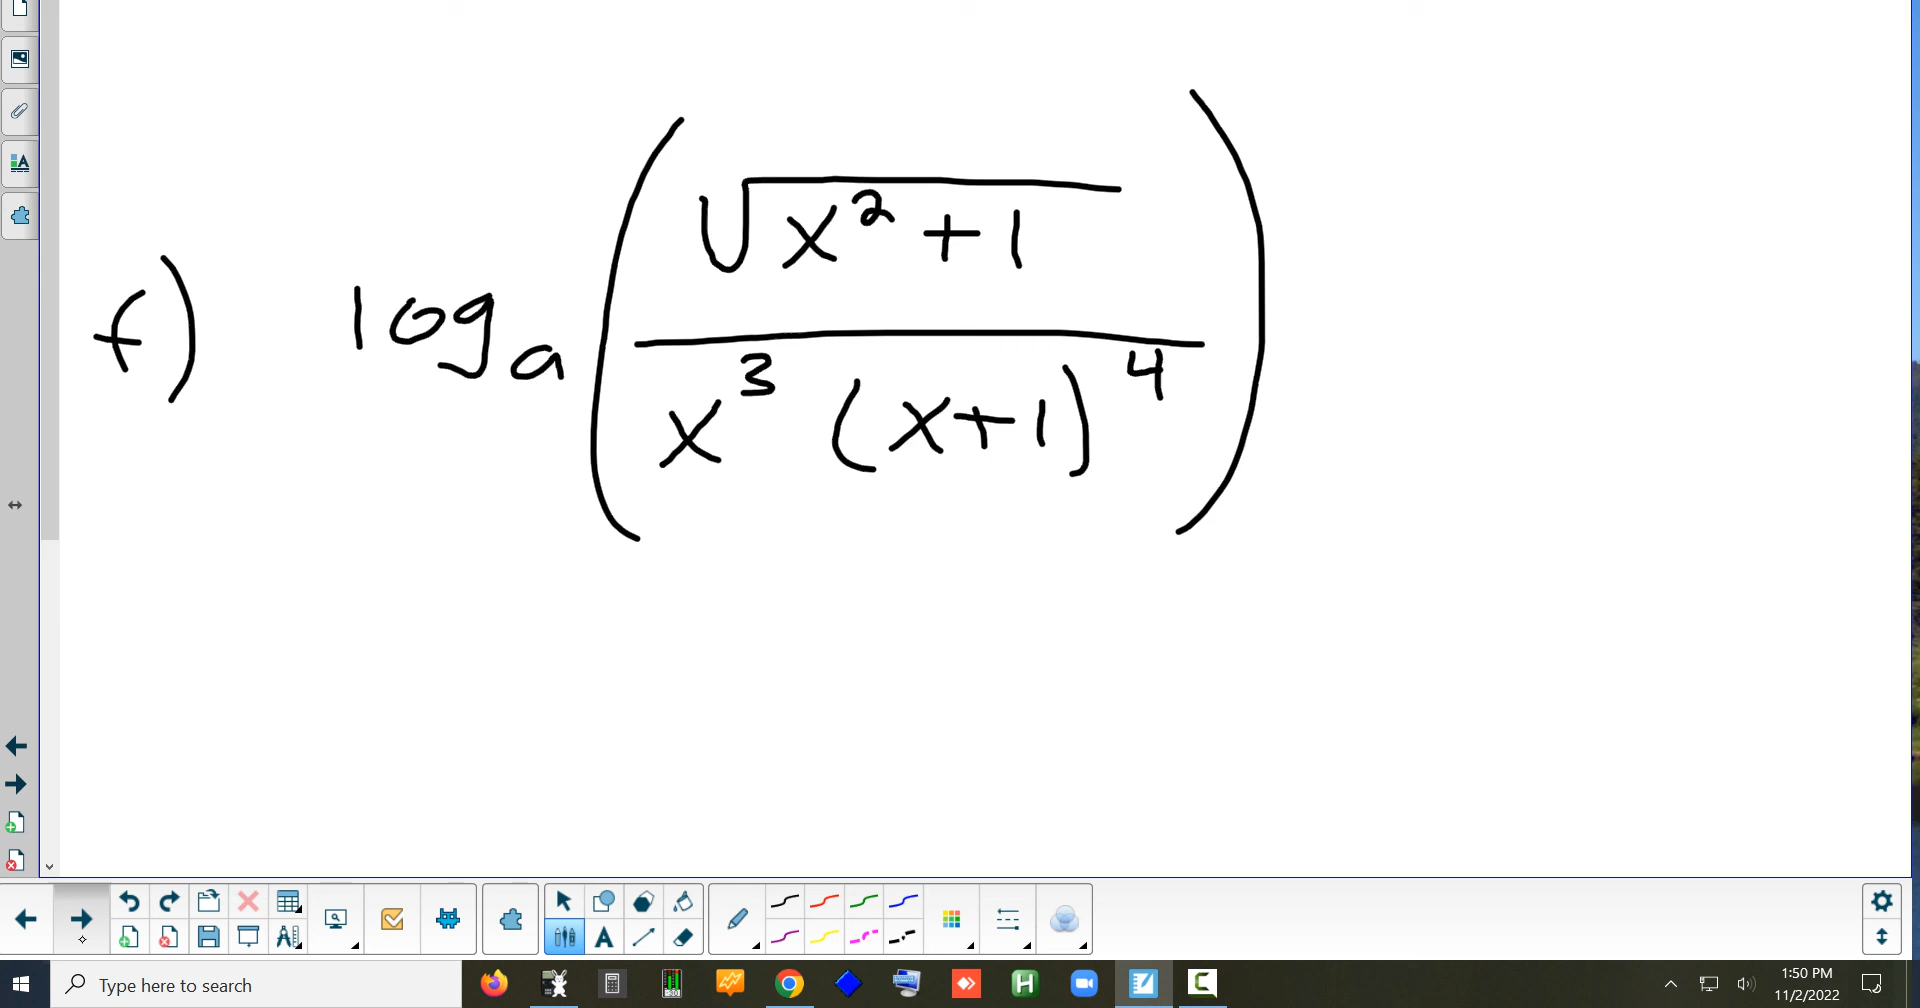 f) log_a ( √(x² + 1) / x³ (x+1)⁴ )
Type here to search
1:50 PM
11/2/2022